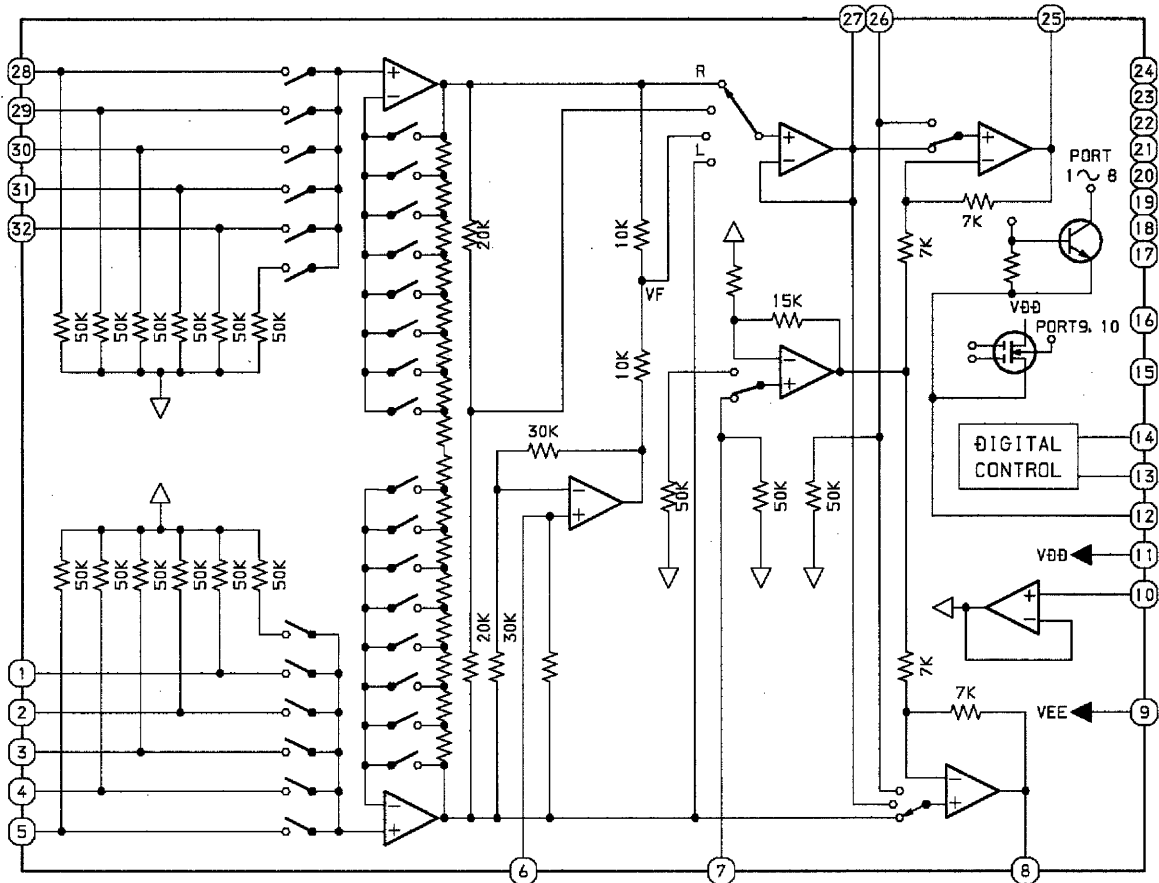 27 26 25
28
29
30
31
32
R
L
VF
24
23
22
21
20
19
18
17
16
15
14
13
12
11
10
9
PORT
1〜8
7K
7K
20K
10K
10K
15K
VDD
PORT9, 10
50K 50K 50K 50K 50K 50K
30K
50K 50K 50K
DIGITAL
CONTROL
VDD
50K 50K 50K 50K 50K 50K
20K 30K
7K
7K
VEE
1
2
3
4
5
6 7 8